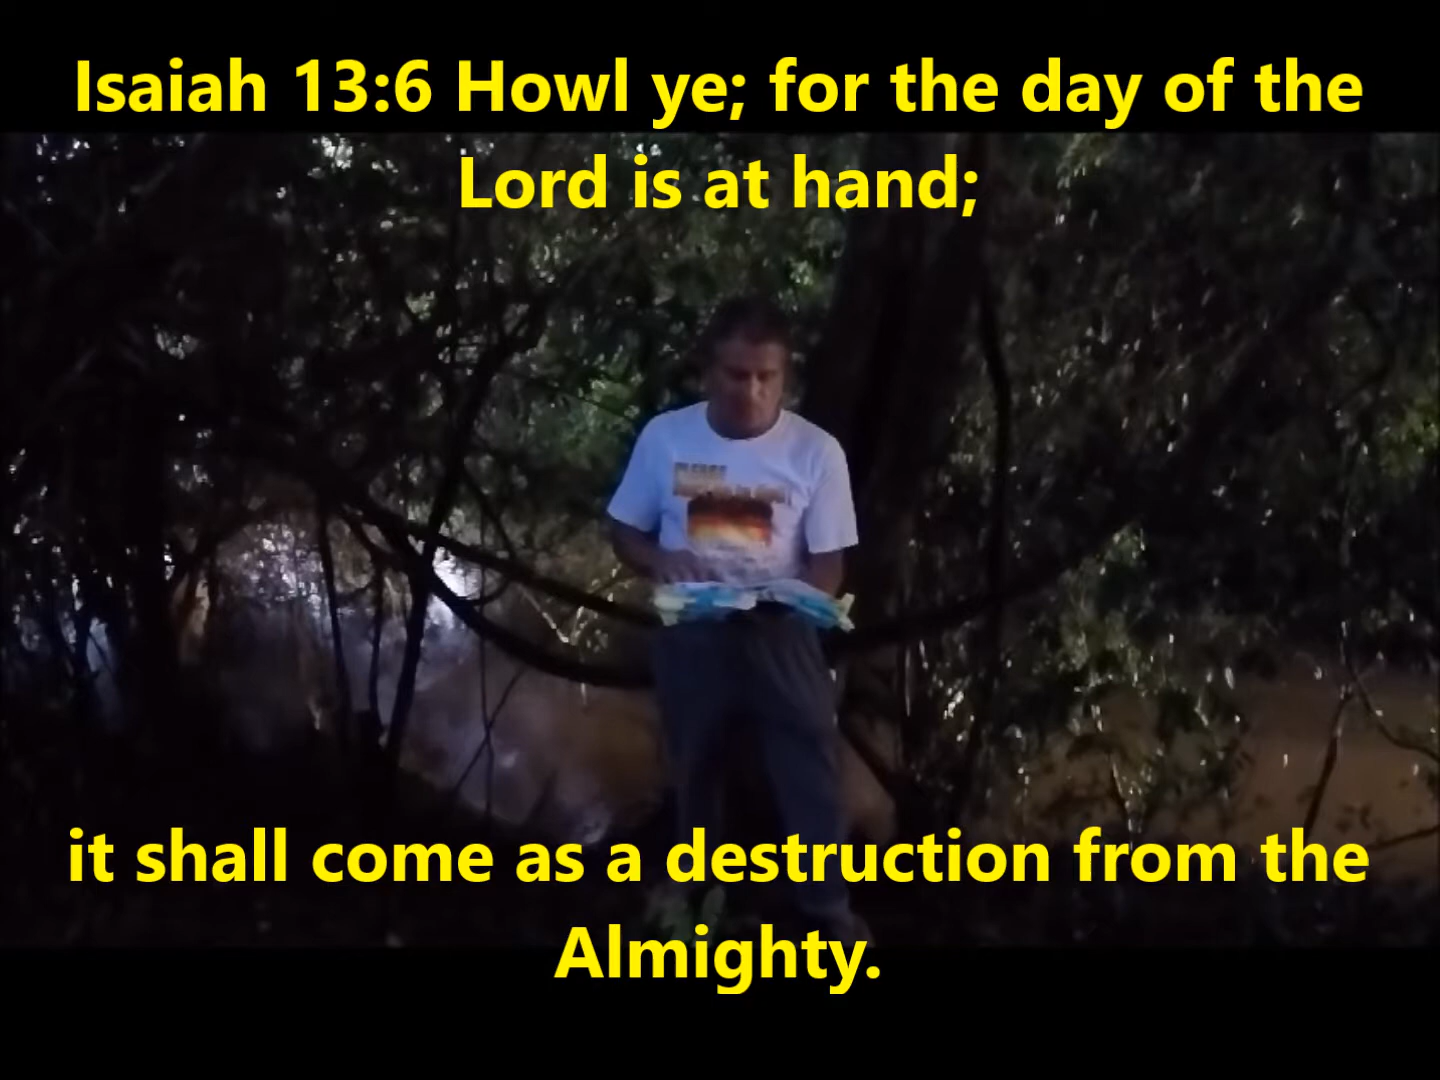 Isaiah 13:6 Howl ye; for the day of the
Lord is at hand;
it shall come as a destruction from the
Almighty.